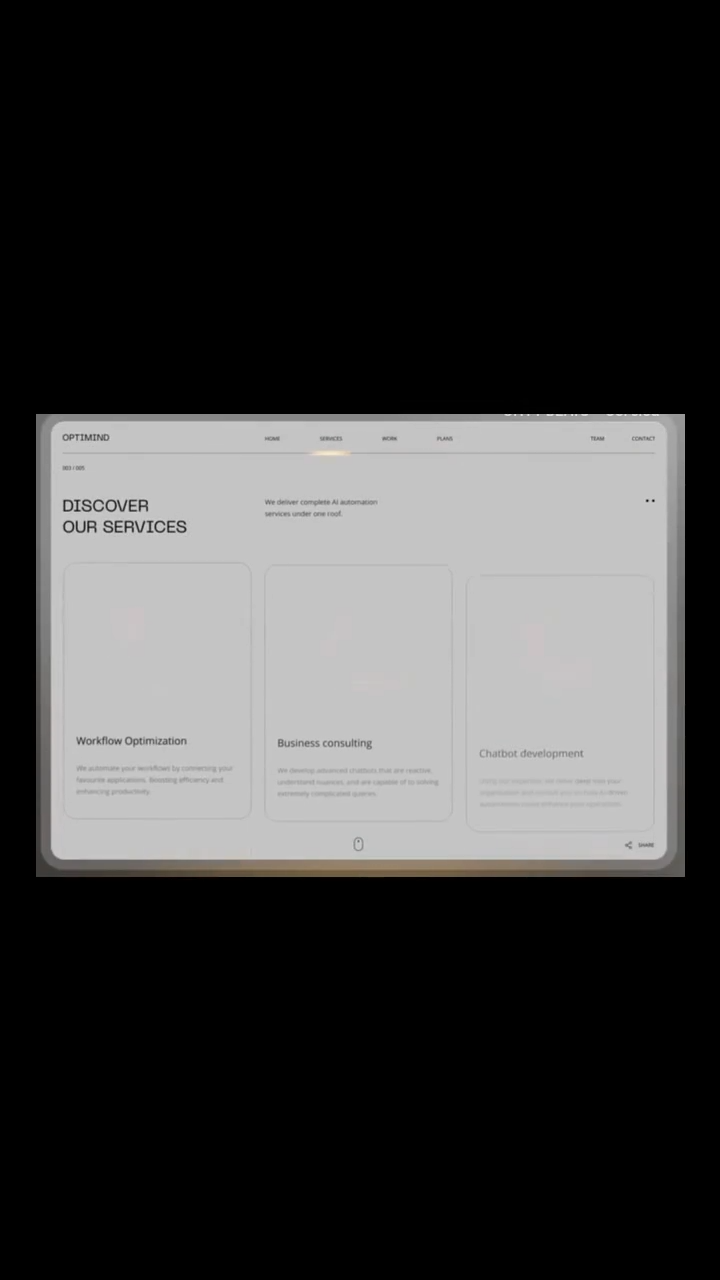 OPTIMIND
HOME SERVICES WORK PLANS TEAM CONTACT
003 / 005
DISCOVER
OUR SERVICES
We deliver complete AI automation
services under one roof.
Workflow Optimization
We automate your workflows by connecting your
favourite applications. Boosting efficiency and
enhancing productivity.
Business consulting
We develop advanced chatbots that are reactive,
understand nuances, and are capable of to solving
extremely complicated queries.
Chatbot development
SHARE